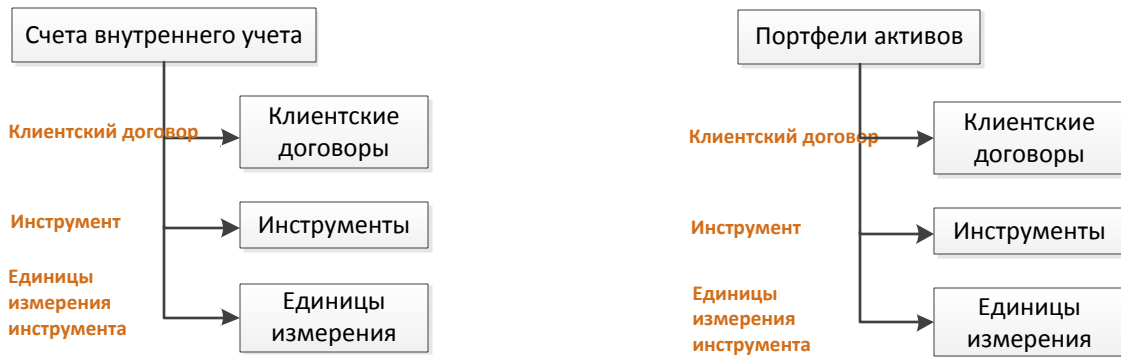 Счета внутреннего учета
Клиентский договор
Клиентские
договоры
Инструмент
Инструменты
Единицы
измерения
инструмента
Единицы
измерения
Портфели активов
Клиентский договор
Клиентские
договоры
Инструмент
Инструменты
Единицы
измерения
инструмента
Единицы
измерения